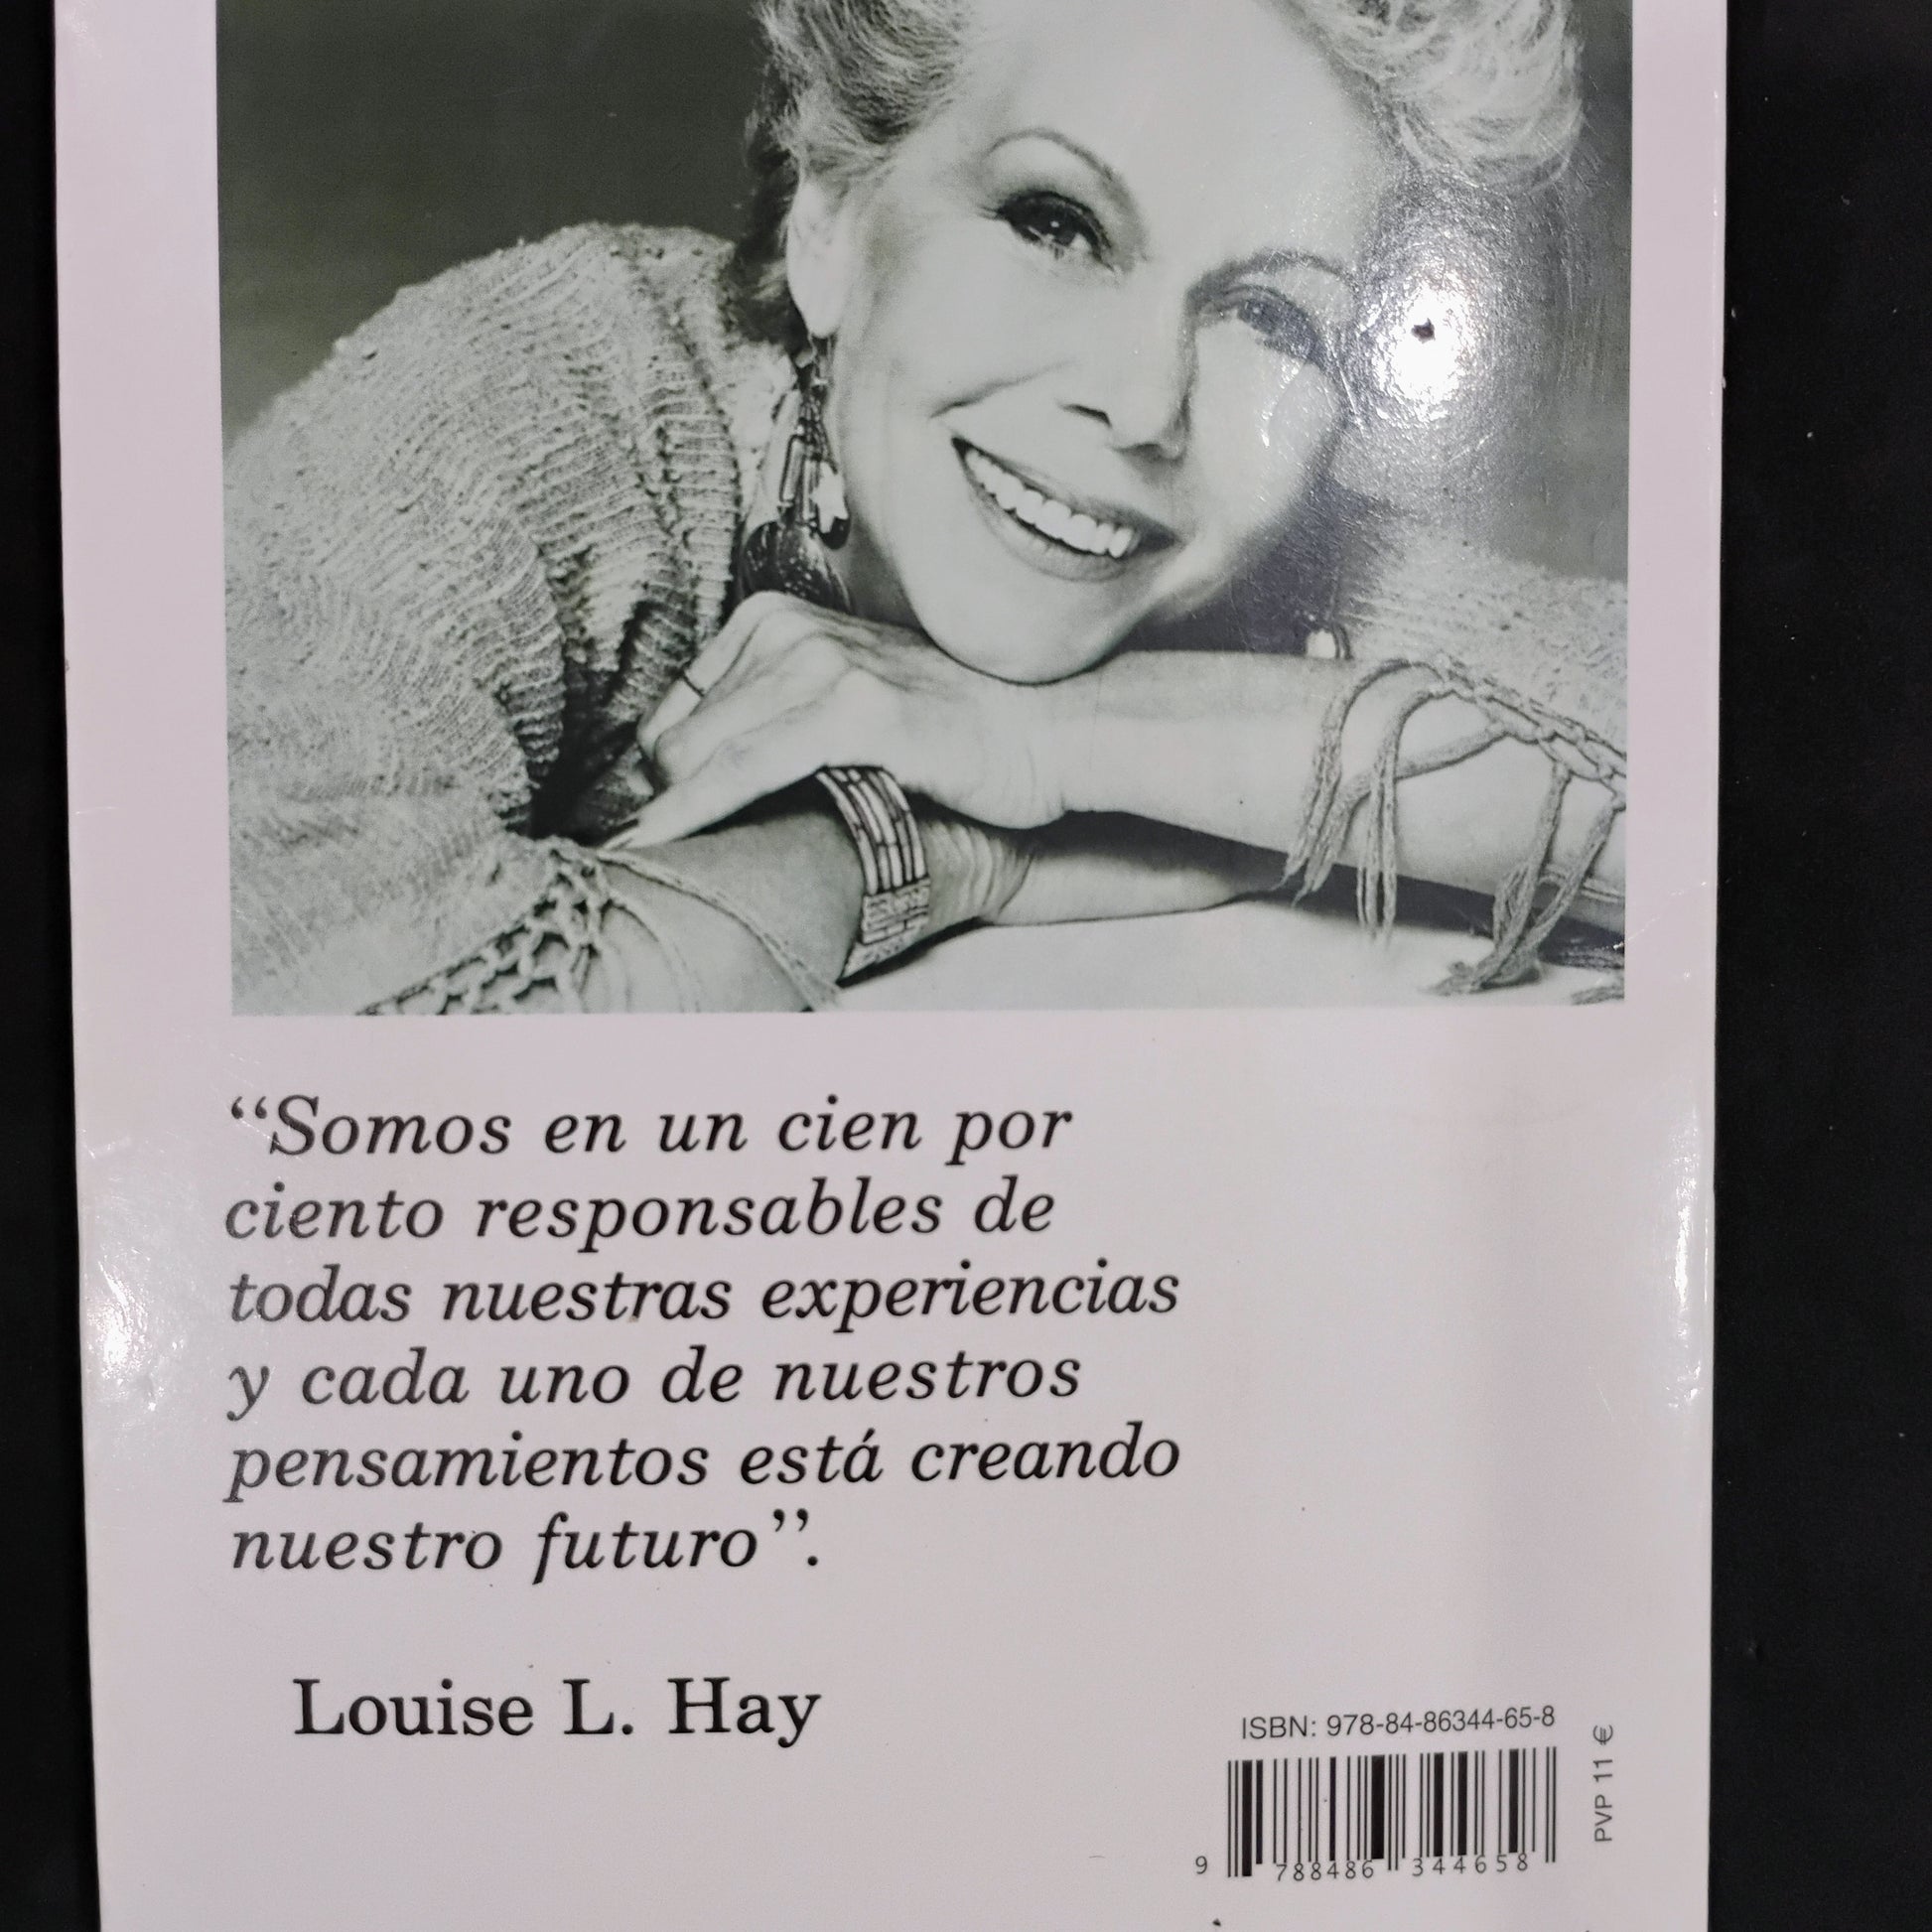 “Somos en un cien por
ciento responsables de
todas nuestras experiencias
y cada uno de nuestros
pensamientos está creando
nuestro futuro”.
Louise L. Hay
ISBN: 978-84-86344-65-8
9 788486 344658
PVP 11 €